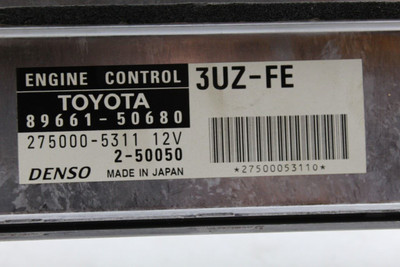 ENGINE CONTROL 3UZ-FE
TOYOTA
89661-50680
275000-5311 12V
2-50050
DENSO MADE IN JAPAN
*27500053110*